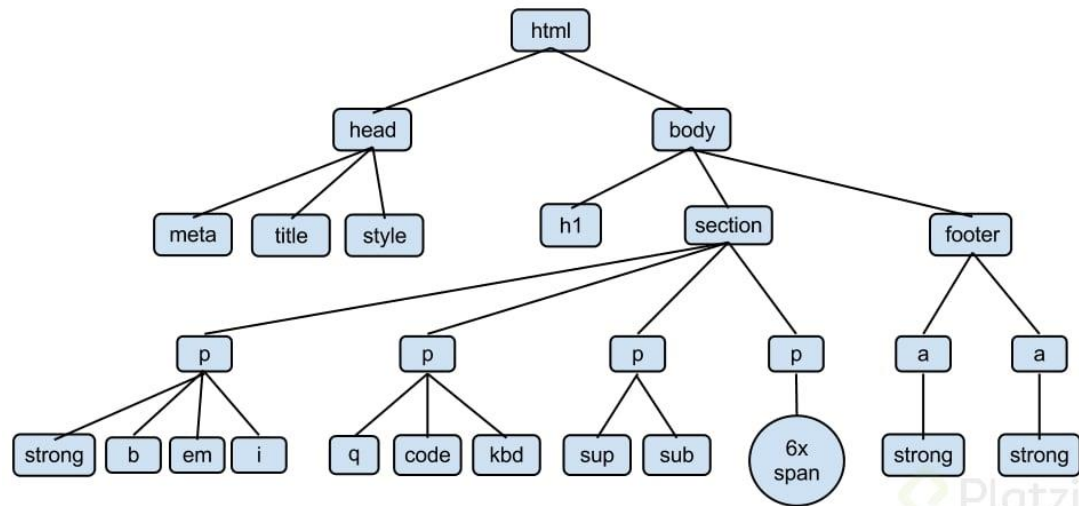 html
head
body
meta
title
style
h1
section
footer
p
p
p
p
a
a
strong
b
em
i
q
code
kbd
sup
sub
6x
span
strong
strong
Platzi